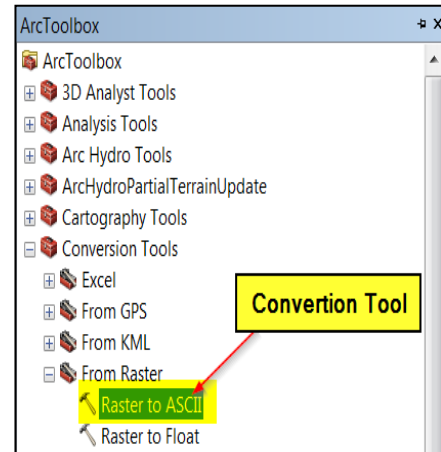 ArcToolbox
ArcToolbox
3D Analyst Tools
Analysis Tools
Arc Hydro Tools
ArcHydroPartialTerrainUpdate
Cartography Tools
Conversion Tools
Excel
From GPS
Convertion Tool
From KML
From Raster
Raster to ASCII
Raster to Float